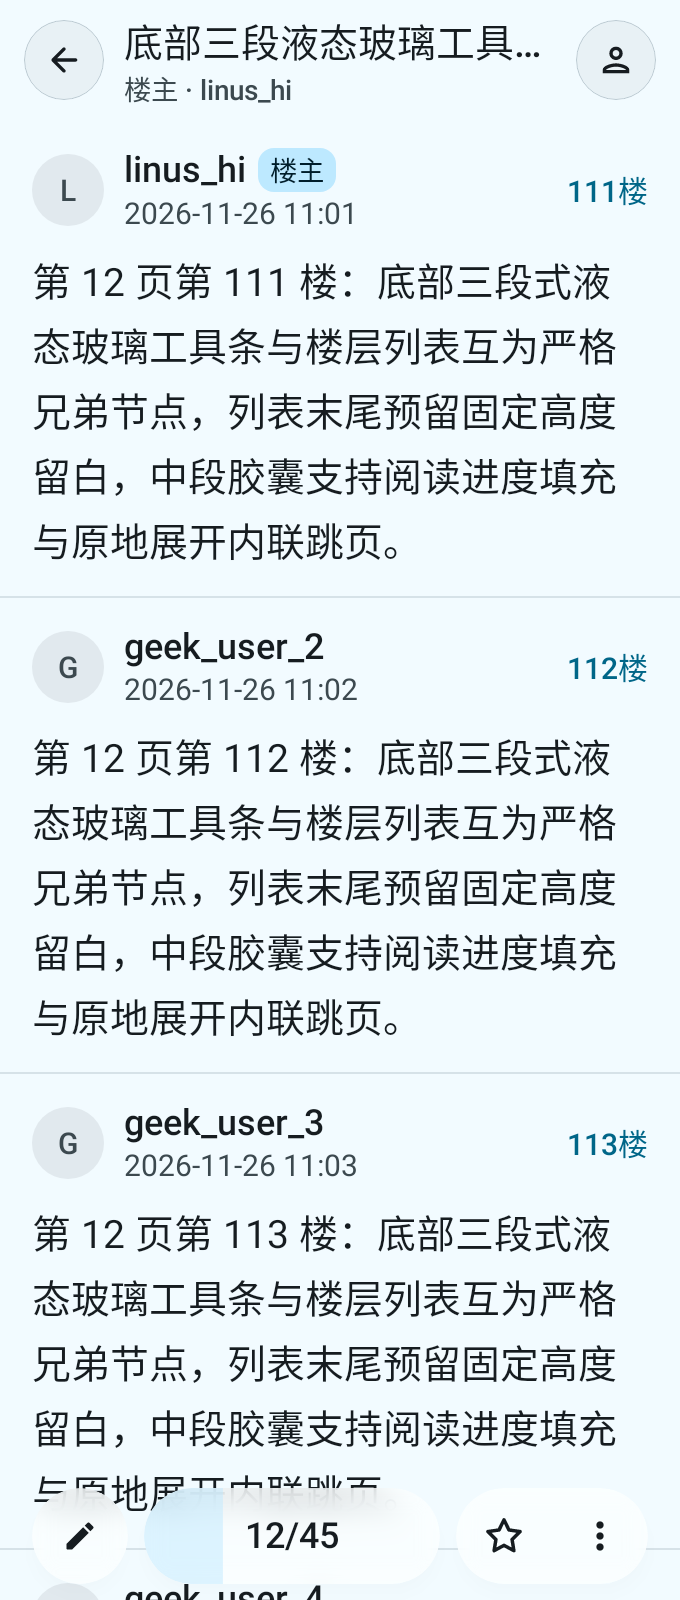 底部三段液态玻璃工具...
楼主 · linus_hi
L
linus_hi 楼主
111楼
2026-11-26 11:01
第 12 页第 111 楼：底部三段式液
态玻璃工具条与楼层列表互为严格
兄弟节点，列表末尾预留固定高度
留白，中段胶囊支持阅读进度填充
与原地展开内联跳页。
G
geek_user_2
112楼
2026-11-26 11:02
第 12 页第 112 楼：底部三段式液
态玻璃工具条与楼层列表互为严格
兄弟节点，列表末尾预留固定高度
留白，中段胶囊支持阅读进度填充
与原地展开内联跳页。
G
geek_user_3
113楼
2026-11-26 11:03
第 12 页第 113 楼：底部三段式液
态玻璃工具条与楼层列表互为严格
兄弟节点，列表末尾预留固定高度
留白，中段胶囊支持阅读进度填充
与原地展开内联跳页。
12/45
geek_user_4